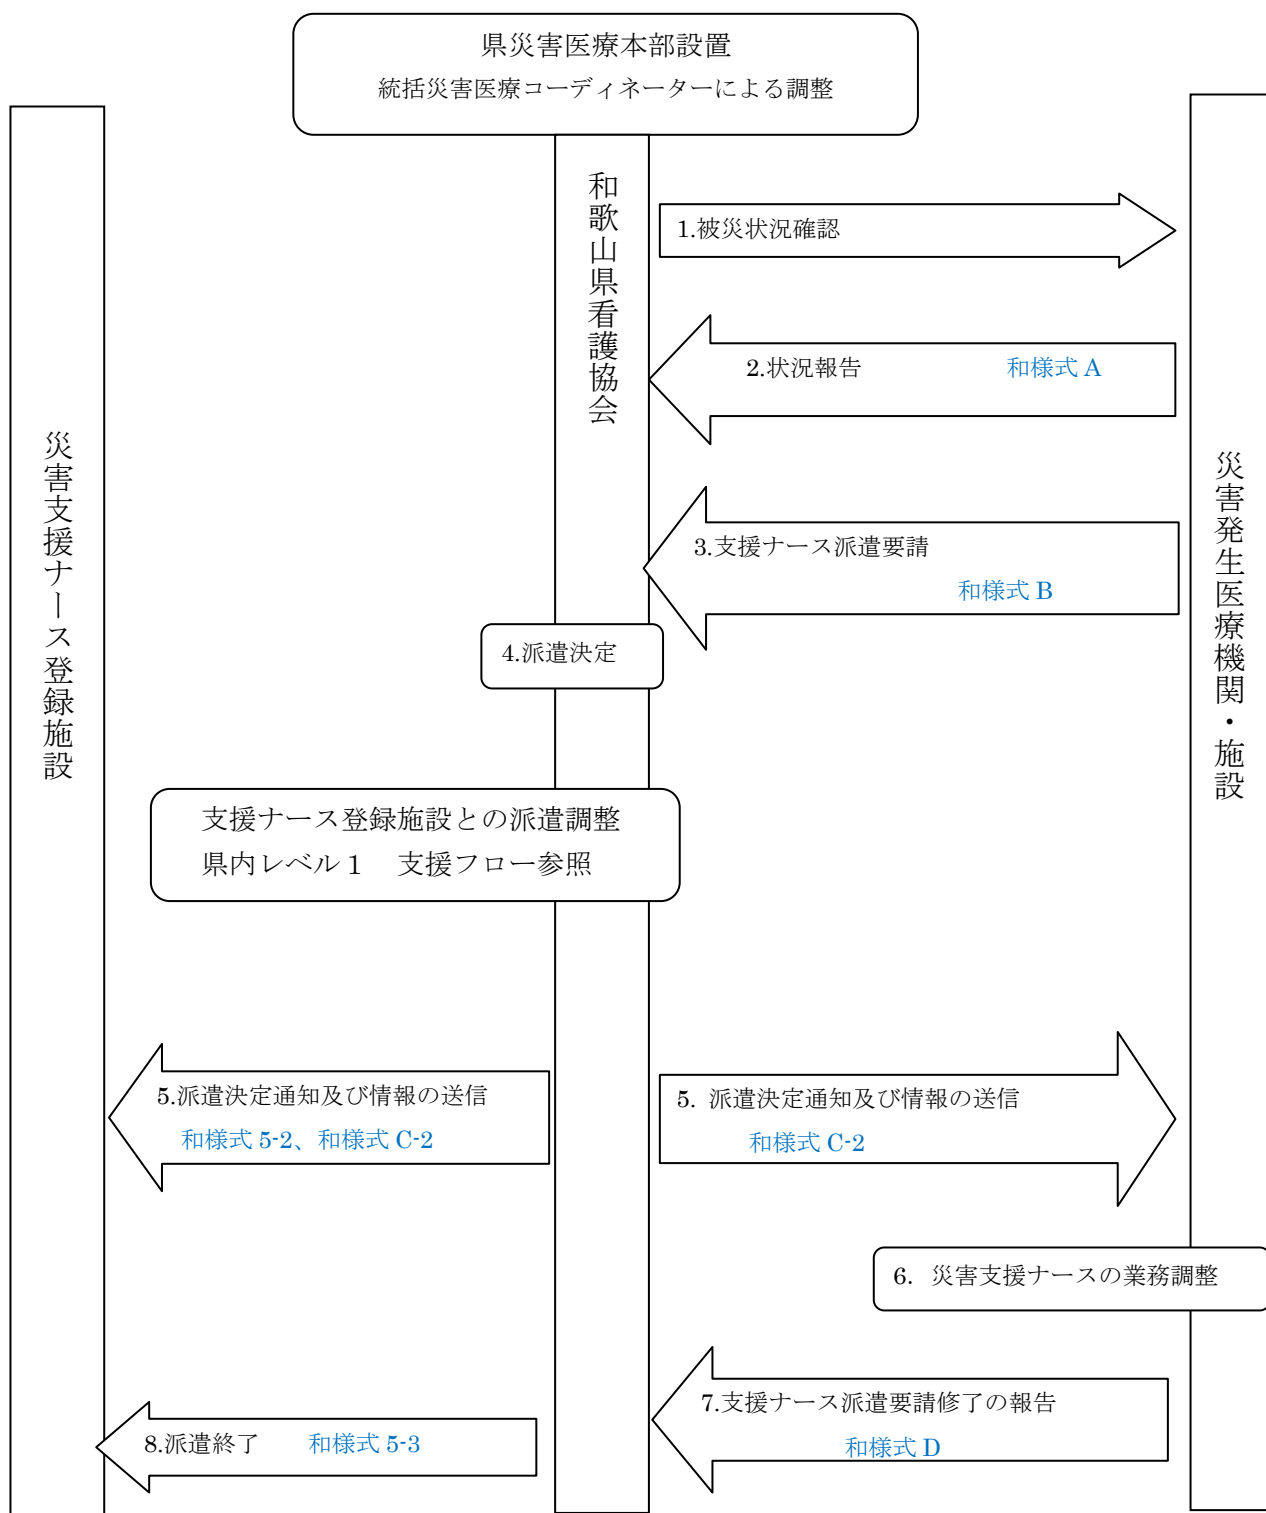 県災害医療本部設置
統括災害医療コーディネーターによる調整
和歌山県看護協会
災害支援ナース登録施設
災害発生医療機関・施設
1.被災状況確認
2.状況報告 和様式 A
3.支援ナース派遣要請
和様式 B
4.派遣決定
支援ナース登録施設との派遣調整
県内レベル１ 支援フロー参照
5.派遣決定通知及び情報の送信
和様式 5-2、和様式 C-2
5. 派遣決定通知及び情報の送信
和様式 C-2
6. 災害支援ナースの業務調整
7.支援ナース派遣要請修了の報告
和様式 D
8.派遣終了 和様式 5-3